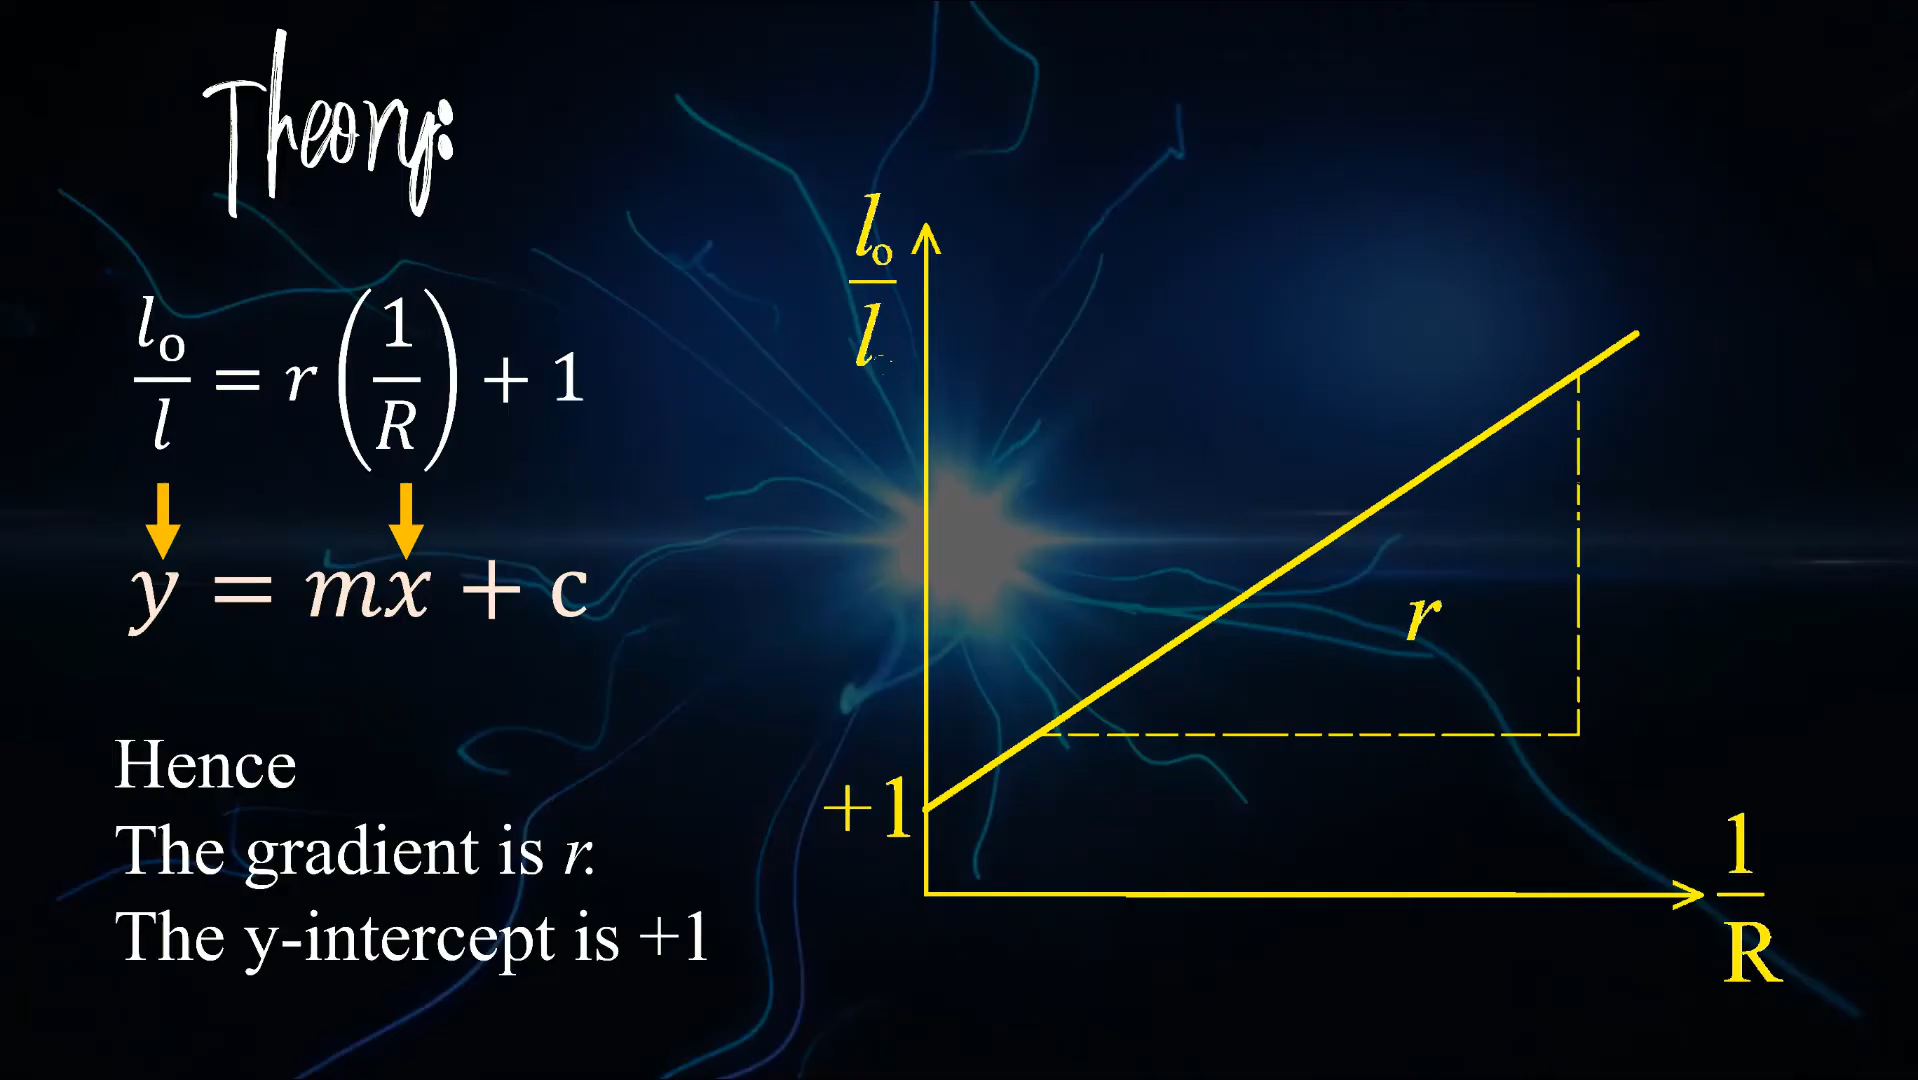 Theory:
l₀/l = r(1/R) + 1
y = mx + c
Hence
The gradient is r.
The y-intercept is +1
l₀/l
r
+1
1/R